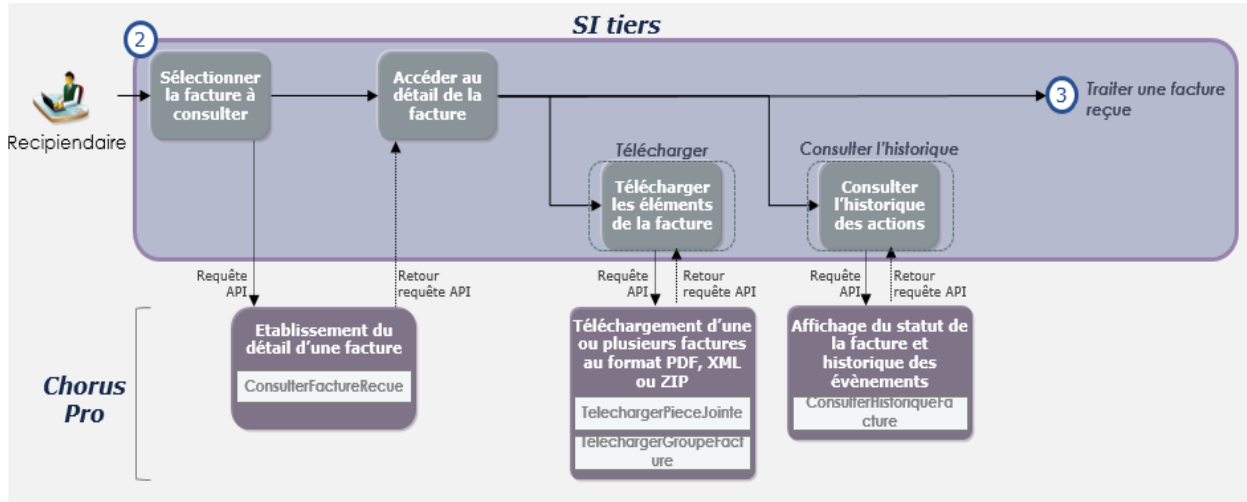 SI tiers
2
Recipiendaire
Sélectionner
la facture à
consulter
Accéder au
détail de la
facture
3
Traiter une facture
reçue
Télécharger
Télécharger
les éléments
de la facture
Consulter l'historique
Consulter
l'historique
des actions
Requête
API
Retour
requête API
Requête
API
Retour
requête API
Requête
API
Retour
requête API
Chorus
Pro
Etablissement du
détail d'une facture
ConsulterFactureRecue
Téléchargement d'une
ou plusieurs factures
au format PDF, XML
ou ZIP
TelechargerPieceJointe
TelechargerGroupeFact
ure
Affichage du statut de
la facture et
historique des
évènements
ConsulterHistoriqueFa
cture